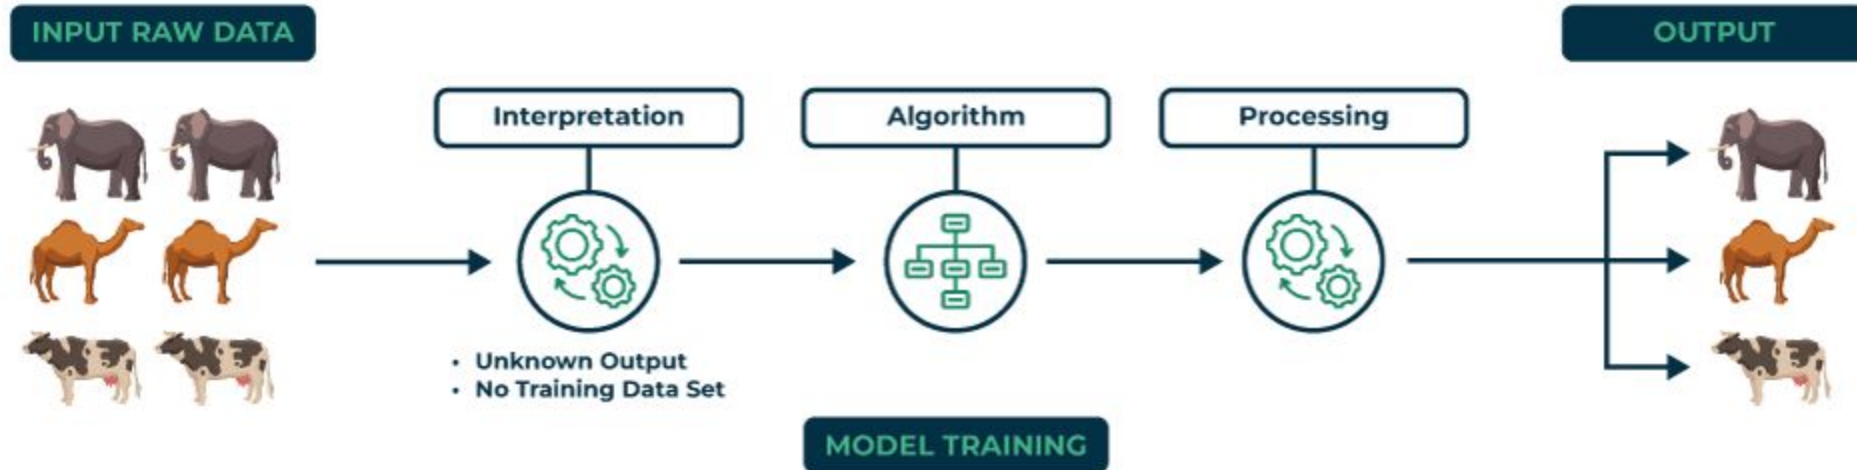 INPUT RAW DATA
OUTPUT
Interpretation
Algorithm
Processing
• Unknown Output
• No Training Data Set
MODEL TRAINING